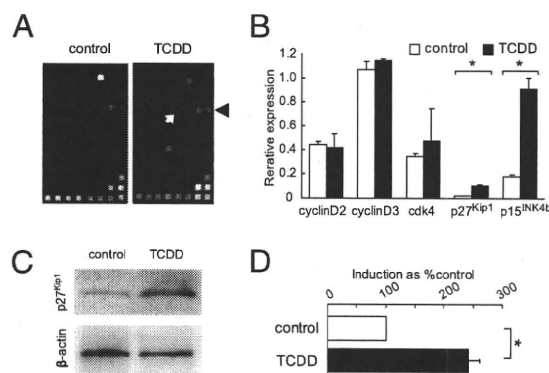 A
control TCDD
B
control TCDD
Rerative expression
1.2
1.0
0.8
0.6
0.4
0.2
0
* *
cyclinD2 cyclinD3 cdk4 p27Kip1 p15INK4b
C
control TCDD
p27Kip1
β-actin
D
Induction as %control
0 100 200 300
control
TCDD
*